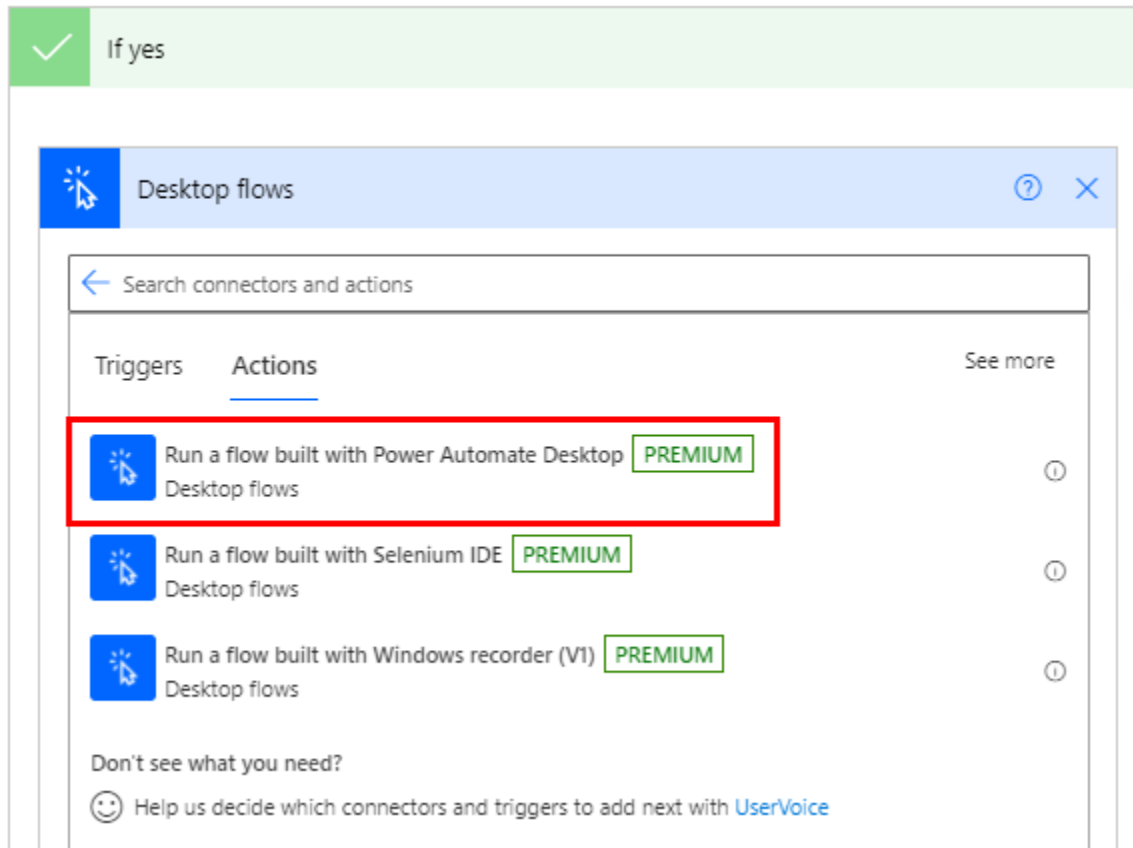 If yes
Desktop flows
Search connectors and actions
Triggers Actions See more
Run a flow built with Power Automate Desktop PREMIUM
Desktop flows
Run a flow built with Selenium IDE PREMIUM
Desktop flows
Run a flow built with Windows recorder (V1) PREMIUM
Desktop flows
Don't see what you need?
Help us decide which connectors and triggers to add next with UserVoice